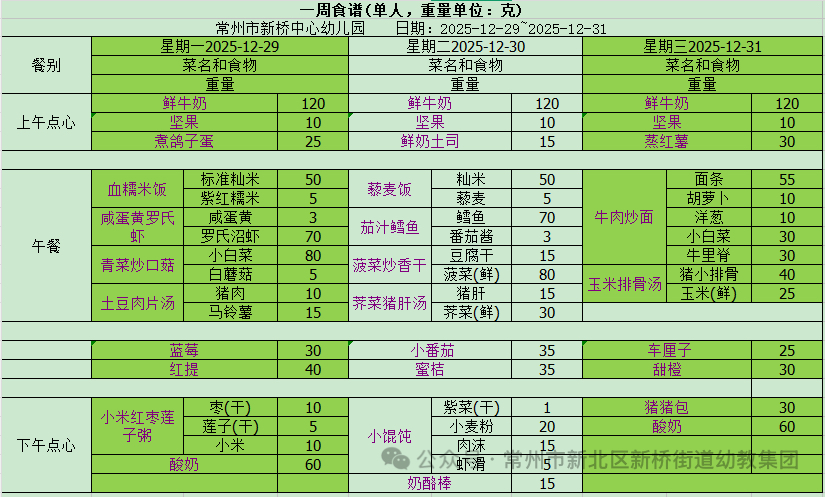 一周食谱(单人，重量单位：克)
常州市新桥中心幼儿园 日期：2025-12-29~2025-12-31
餐别 星期一2025-12-29 星期二2025-12-30 星期三2025-12-31
菜名和食物 菜名和食物 菜名和食物
重量 重量 重量
上午点心
鲜牛奶 120 鲜牛奶 120 鲜牛奶 120
坚果 10 坚果 10 坚果 10
煮鸽子蛋 25 鲜奶土司 15 蒸红薯 30
午餐
血糯米饭 标准籼米 50 藜麦饭 籼米 50 牛肉炒面 面条 55
紫红糯米 5 藜麦 5 胡萝卜 10
咸蛋黄罗氏虾 咸蛋黄 3 茄汁鳕鱼 鳕鱼 70 洋葱 10
罗氏沼虾 70 番茄酱 3 小白菜 30
青菜炒口菇 小白菜 80 菠菜炒香干 豆腐干 15 牛里脊 30
白蘑菇 5 菠菜(鲜) 80 玉米排骨汤 猪小排骨 40
土豆肉片汤 猪肉 10 荠菜猪肝汤 猪肝 15 玉米(鲜) 25
马铃薯 15 荠菜(鲜) 30
蓝莓 30 小番茄 35 车厘子 25
红提 40 蜜桔 35 甜橙 30
下午点心
小米红枣莲子粥 枣(干) 10 小馄饨 紫菜(干) 1 猪猪包 30
莲子(干) 5 小麦粉 20 酸奶 60
小米 10 肉沫 15
酸奶 60 虾滑 5
奶酪棒 15
公众号·常州市新北区新桥街道幼教集团